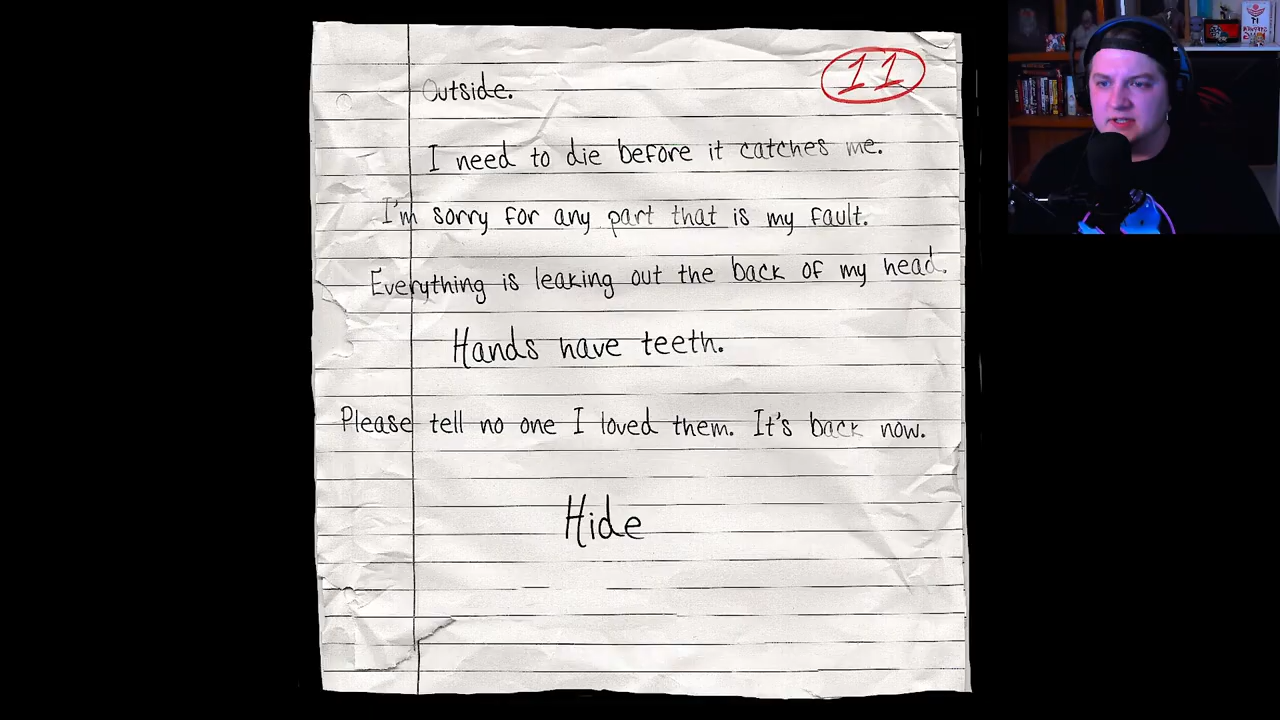 11
Outside.
I need to die before it catches me.
I'm sorry for any part that is my fault.
Everything is leaking out the back of my head.
Hands have teeth.
Please tell no one I loved them. It's back now.
Hide